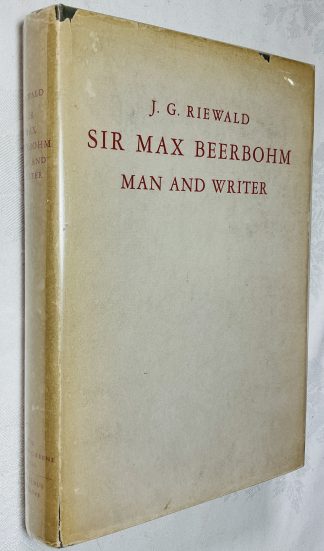 J. G. RIEWALD
SIR MAX BEERBOHM
MAN AND WRITER